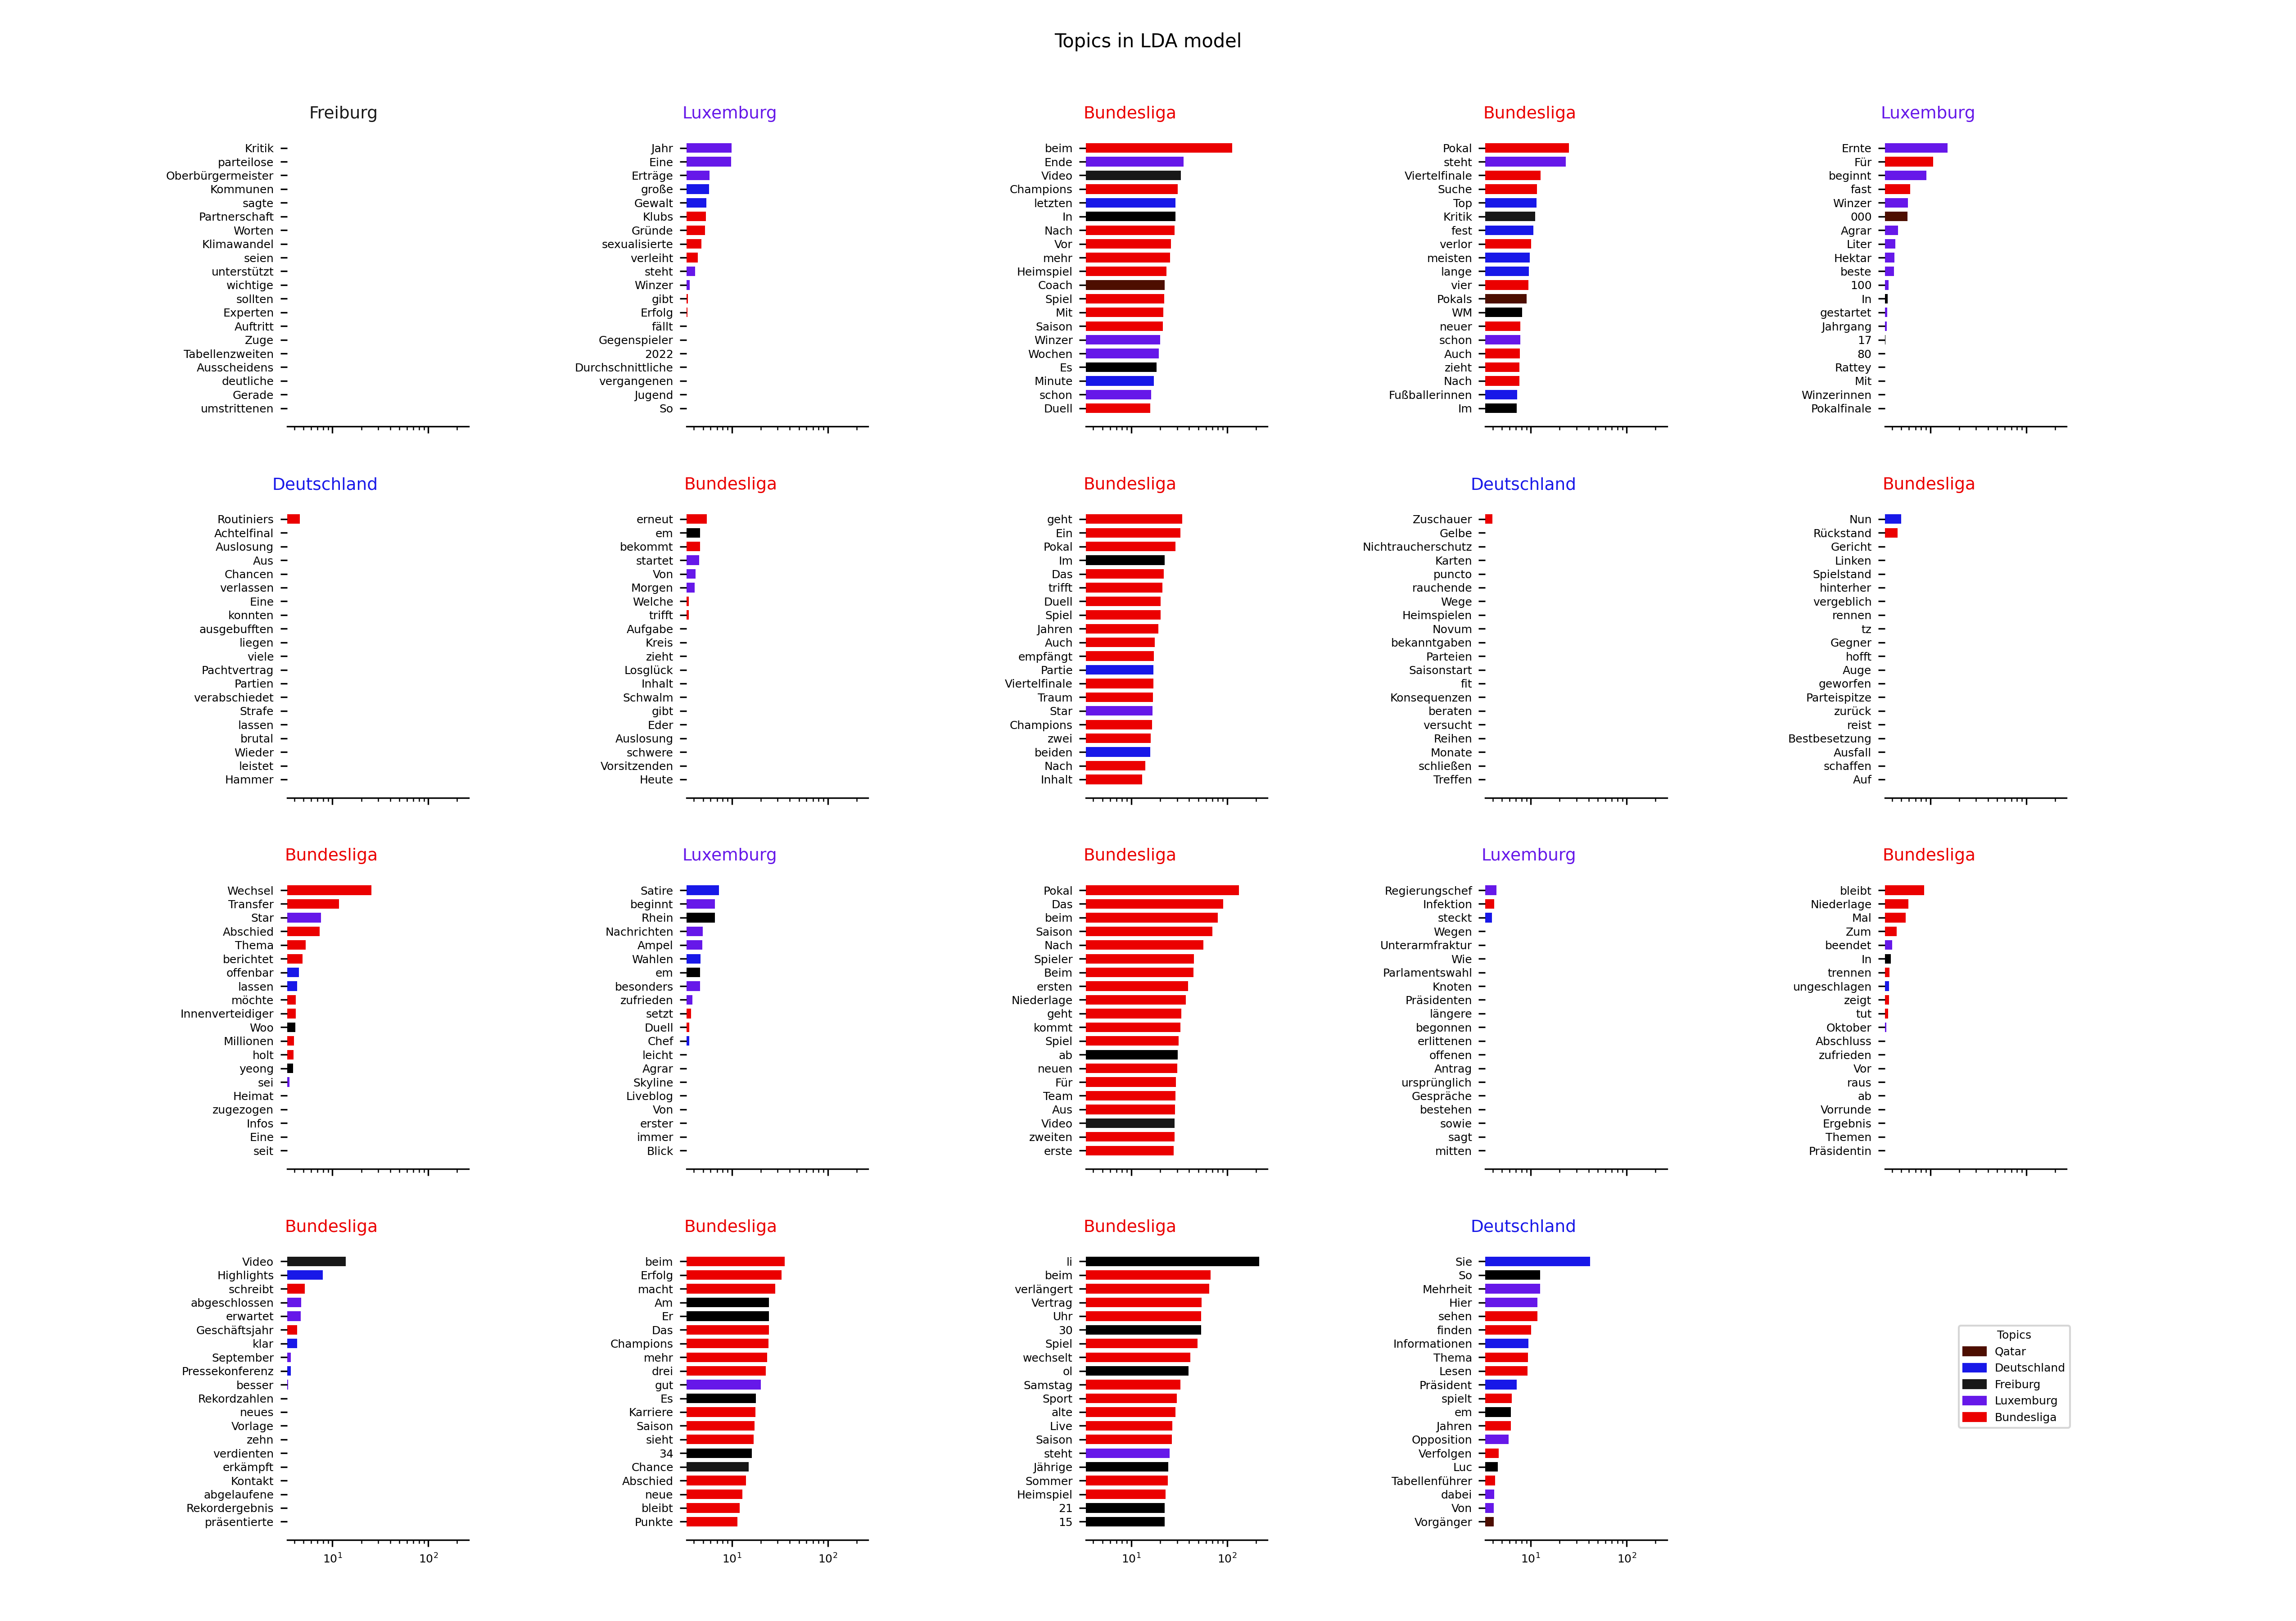 Topics in LDA model
Freiburg
Kritik
parteilose
Oberbürgermeister
Kommunen
sagte
Partnerschaft
Worten
Klimawandel
seien
unterstützt
wichtige
sollten
Experten
Auftritt
Zuge
Tabellenzweiten
Ausscheidens
deutliche
Gerade
umstrittenen
Luxemburg
Jahr
Eine
Erträge
große
Gewalt
Klubs
Gründe
sexualisierte
verleiht
steht
Winzer
gibt
Erfolg
fällt
Gegenspieler
2022
Durchschnittliche
vergangenen
Jugend
So
Bundesliga
beim
Ende
Video
Champions
letzten
In
Nach
Vor
mehr
Heimspiel
Coach
Spiel
Mit
Saison
Winzer
Wochen
Es
Minute
schon
Duell
Bundesliga
Pokal
steht
Viertelfinale
Suche
Top
Kritik
fest
verlor
meisten
lange
vier
Pokals
WM
neuer
schon
Auch
zieht
Nach
Fußballerinnen
Im
Luxemburg
Ernte
Für
beginnt
fast
Winzer
000
Agrar
Liter
Hektar
beste
100
In
gestartet
Jahrgang
17
80
Rattey
Mit
Winzerinnen
Pokalfinale
Deutschland
Routiniers
Achtelfinal
Auslosung
Aus
Chancen
verlassen
Eine
konnten
ausgebufften
liegen
viele
Pachtvertrag
Partien
verabschiedet
Strafe
lassen
brutal
Wieder
leistet
Hammer
Bundesliga
erneut
em
bekommt
startet
Von
Morgen
Welche
trifft
Aufgabe
Kreis
zieht
Losglück
Inhalt
Schwalm
gibt
Eder
Auslosung
schwere
Vorsitzenden
Heute
Bundesliga
geht
Ein
Pokal
Im
Das
trifft
Duell
Spiel
Jahren
Auch
empfängt
Partie
Viertelfinale
Traum
Star
Champions
zwei
beiden
Nach
Inhalt
Deutschland
Zuschauer
Gelbe
Nichtraucherschutz
Karten
puncto
rauchende
Wege
Heimspielen
Novum
bekanntgaben
Parteien
Saisonstart
fit
Konsequenzen
beraten
versucht
Reihen
Monate
schließen
Treffen
Bundesliga
Nun
Rückstand
Gericht
Linken
Spielstand
hinterher
vergeblich
rennen
tz
Gegner
hofft
Auge
geworfen
Parteispitze
zurück
reist
Bestbesetzung
Ausfall
schaffen
Auf
Bundesliga
Wechsel
Transfer
Star
Abschied
Thema
berichtet
offenbar
lassen
möchte
Innenverteidiger
Woo
Millionen
holt
yeong
sei
Heimat
zugezogen
Infos
Eine
seit
Luxemburg
Satire
beginnt
Rhein
Nachrichten
Ampel
Wahlen
em
besonders
zufrieden
setzt
Duell
Chef
leicht
Agrar
Skyline
Liveblog
Von
erster
immer
Blick
Bundesliga
Pokal
Das
beim
Saison
Nach
Spieler
Beim
ersten
Niederlage
geht
kommt
Spiel
ab
neuen
Für
Team
Aus
Video
zweiten
erste
Luxemburg
Regierungschef
Infektion
steckt
Wegen
Unterarmfraktur
Wie
Parlamentswahl
Knoten
Präsidenten
längere
begonnen
erlittenen
offenen
Antrag
ursprünglich
Gespräche
bestehen
sowie
sagt
mitten
Bundesliga
bleibt
Niederlage
Mal
Zum
beendet
In
trennen
ungeschlagen
zeigt
tut
Oktober
Abschluss
zufrieden
Vor
raus
ab
Vorrunde
Ergebnis
Themen
Präsidentin
Bundesliga
Video
Highlights
schreibt
abgeschlossen
erwartet
Geschäftsjahr
klar
September
Pressekonferenz
besser
Rekordzahlen
neues
Vorlage
zehn
verdienten
erkämpft
Kontakt
abgelaufene
Rekordergebnis
präsentierte
10¹ 10²
Bundesliga
beim
Erfolg
macht
Am
Er
Das
Champions
mehr
drei
gut
Es
Karriere
Saison
sieht
34
Chance
Abschied
neue
bleibt
Punkte
10¹ 10²
Bundesliga
li
beim
verlängert
Vertrag
Uhr
30
Spiel
wechselt
ol
Samstag
Sport
alte
Live
Saison
steht
Jährige
Sommer
Heimspiel
21
15
10¹ 10²
Deutschland
Sie
So
Mehrheit
Hier
sehen
finden
Informationen
Thema
Lesen
Präsident
spielt
em
Jahren
Opposition
Verfolgen
Luc
Tabellenführer
dabei
Von
Vorgänger
10¹ 10²
Topics
Qatar
Deutschland
Freiburg
Luxemburg
Bundesliga